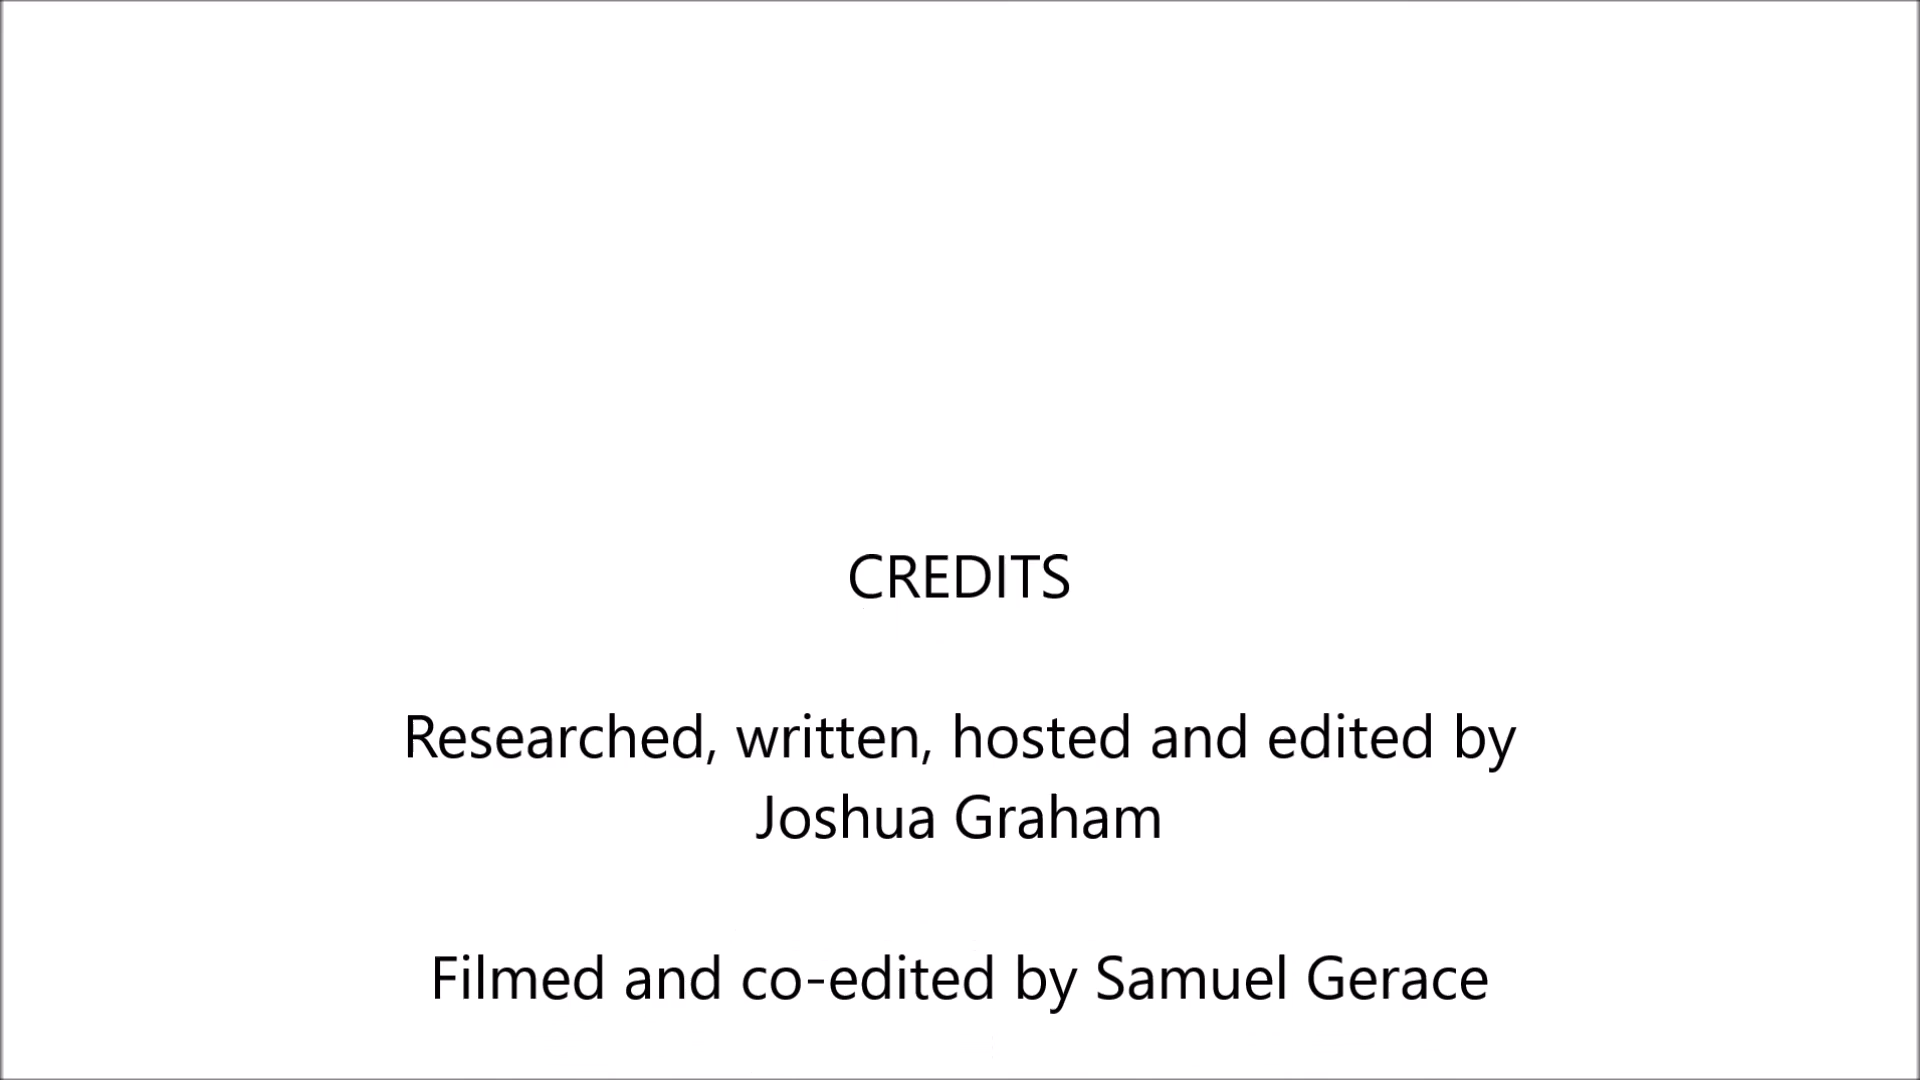 CREDITS
Researched, written, hosted and edited by
Joshua Graham
Filmed and co-edited by Samuel Gerace